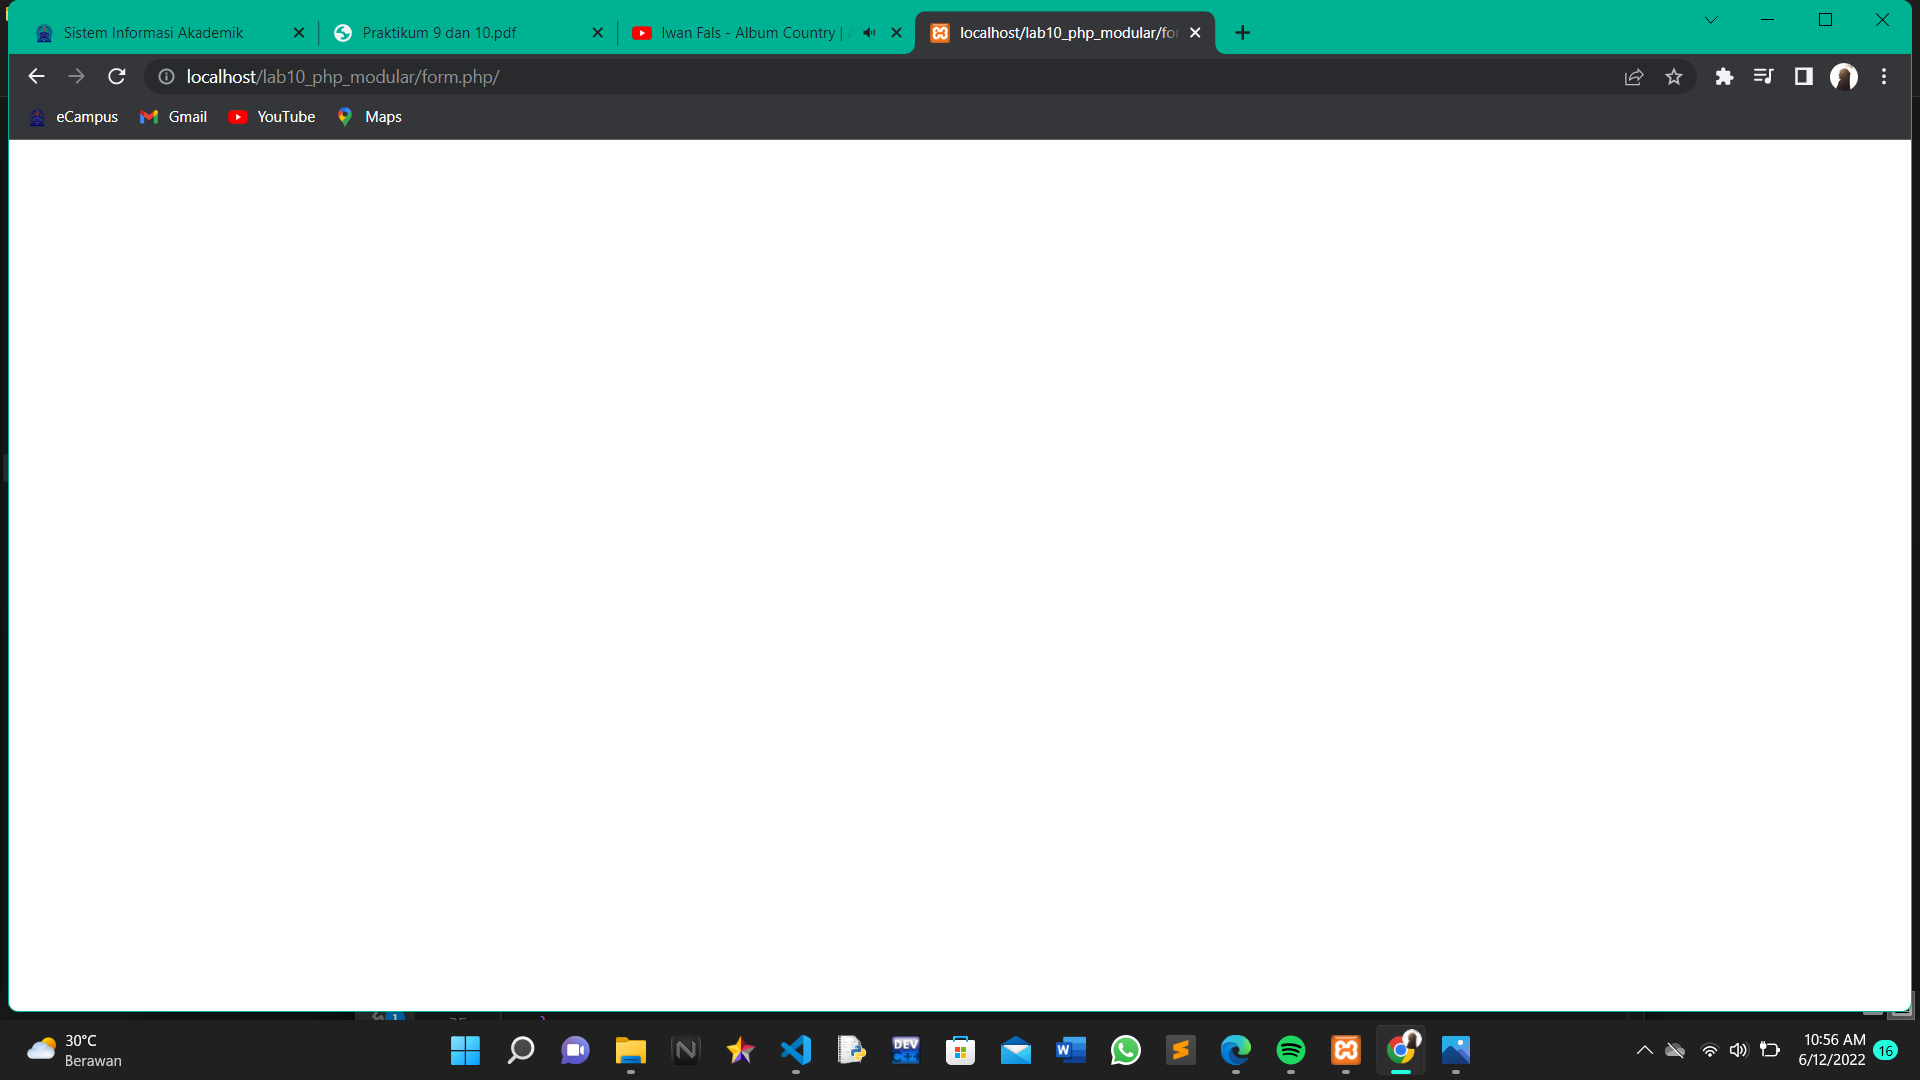 Sistem Informasi Akademik
Praktikum 9 dan 10.pdf
Iwan Fals - Album Country |
localhost/lab10_php_modular/for
localhost/lab10_php_modular/form.php/
eCampus
Gmail
YouTube
Maps
30°C
Berawan
DEV
C++
W
10:56 AM
6/12/2022
16